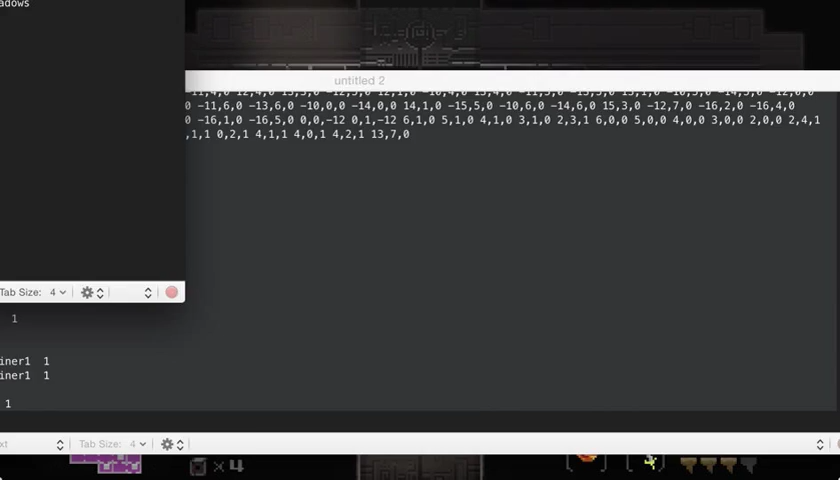 adows
untitled 2
-11,6,0 -13,6,0 -10,0,0 -14,0,0 14,1,0 -15,5,0 -10,6,0 -14,6,0 15,3,0 -12,7,0 -16,2,0 -16,4,0
-16,1,0 -16,5,0 0,0,-12 0,1,-12 6,1,0 5,1,0 4,1,0 3,1,0 2,3,1 6,0,0 5,0,0 4,0,0 3,0,0 2,0,0 2,4,1
,1,1 0,2,1 4,1,1 4,0,1 4,2,1 13,7,0
Tab Size: 4
1
iner1 1
iner1 1
1
xt Tab Size: 4
x4